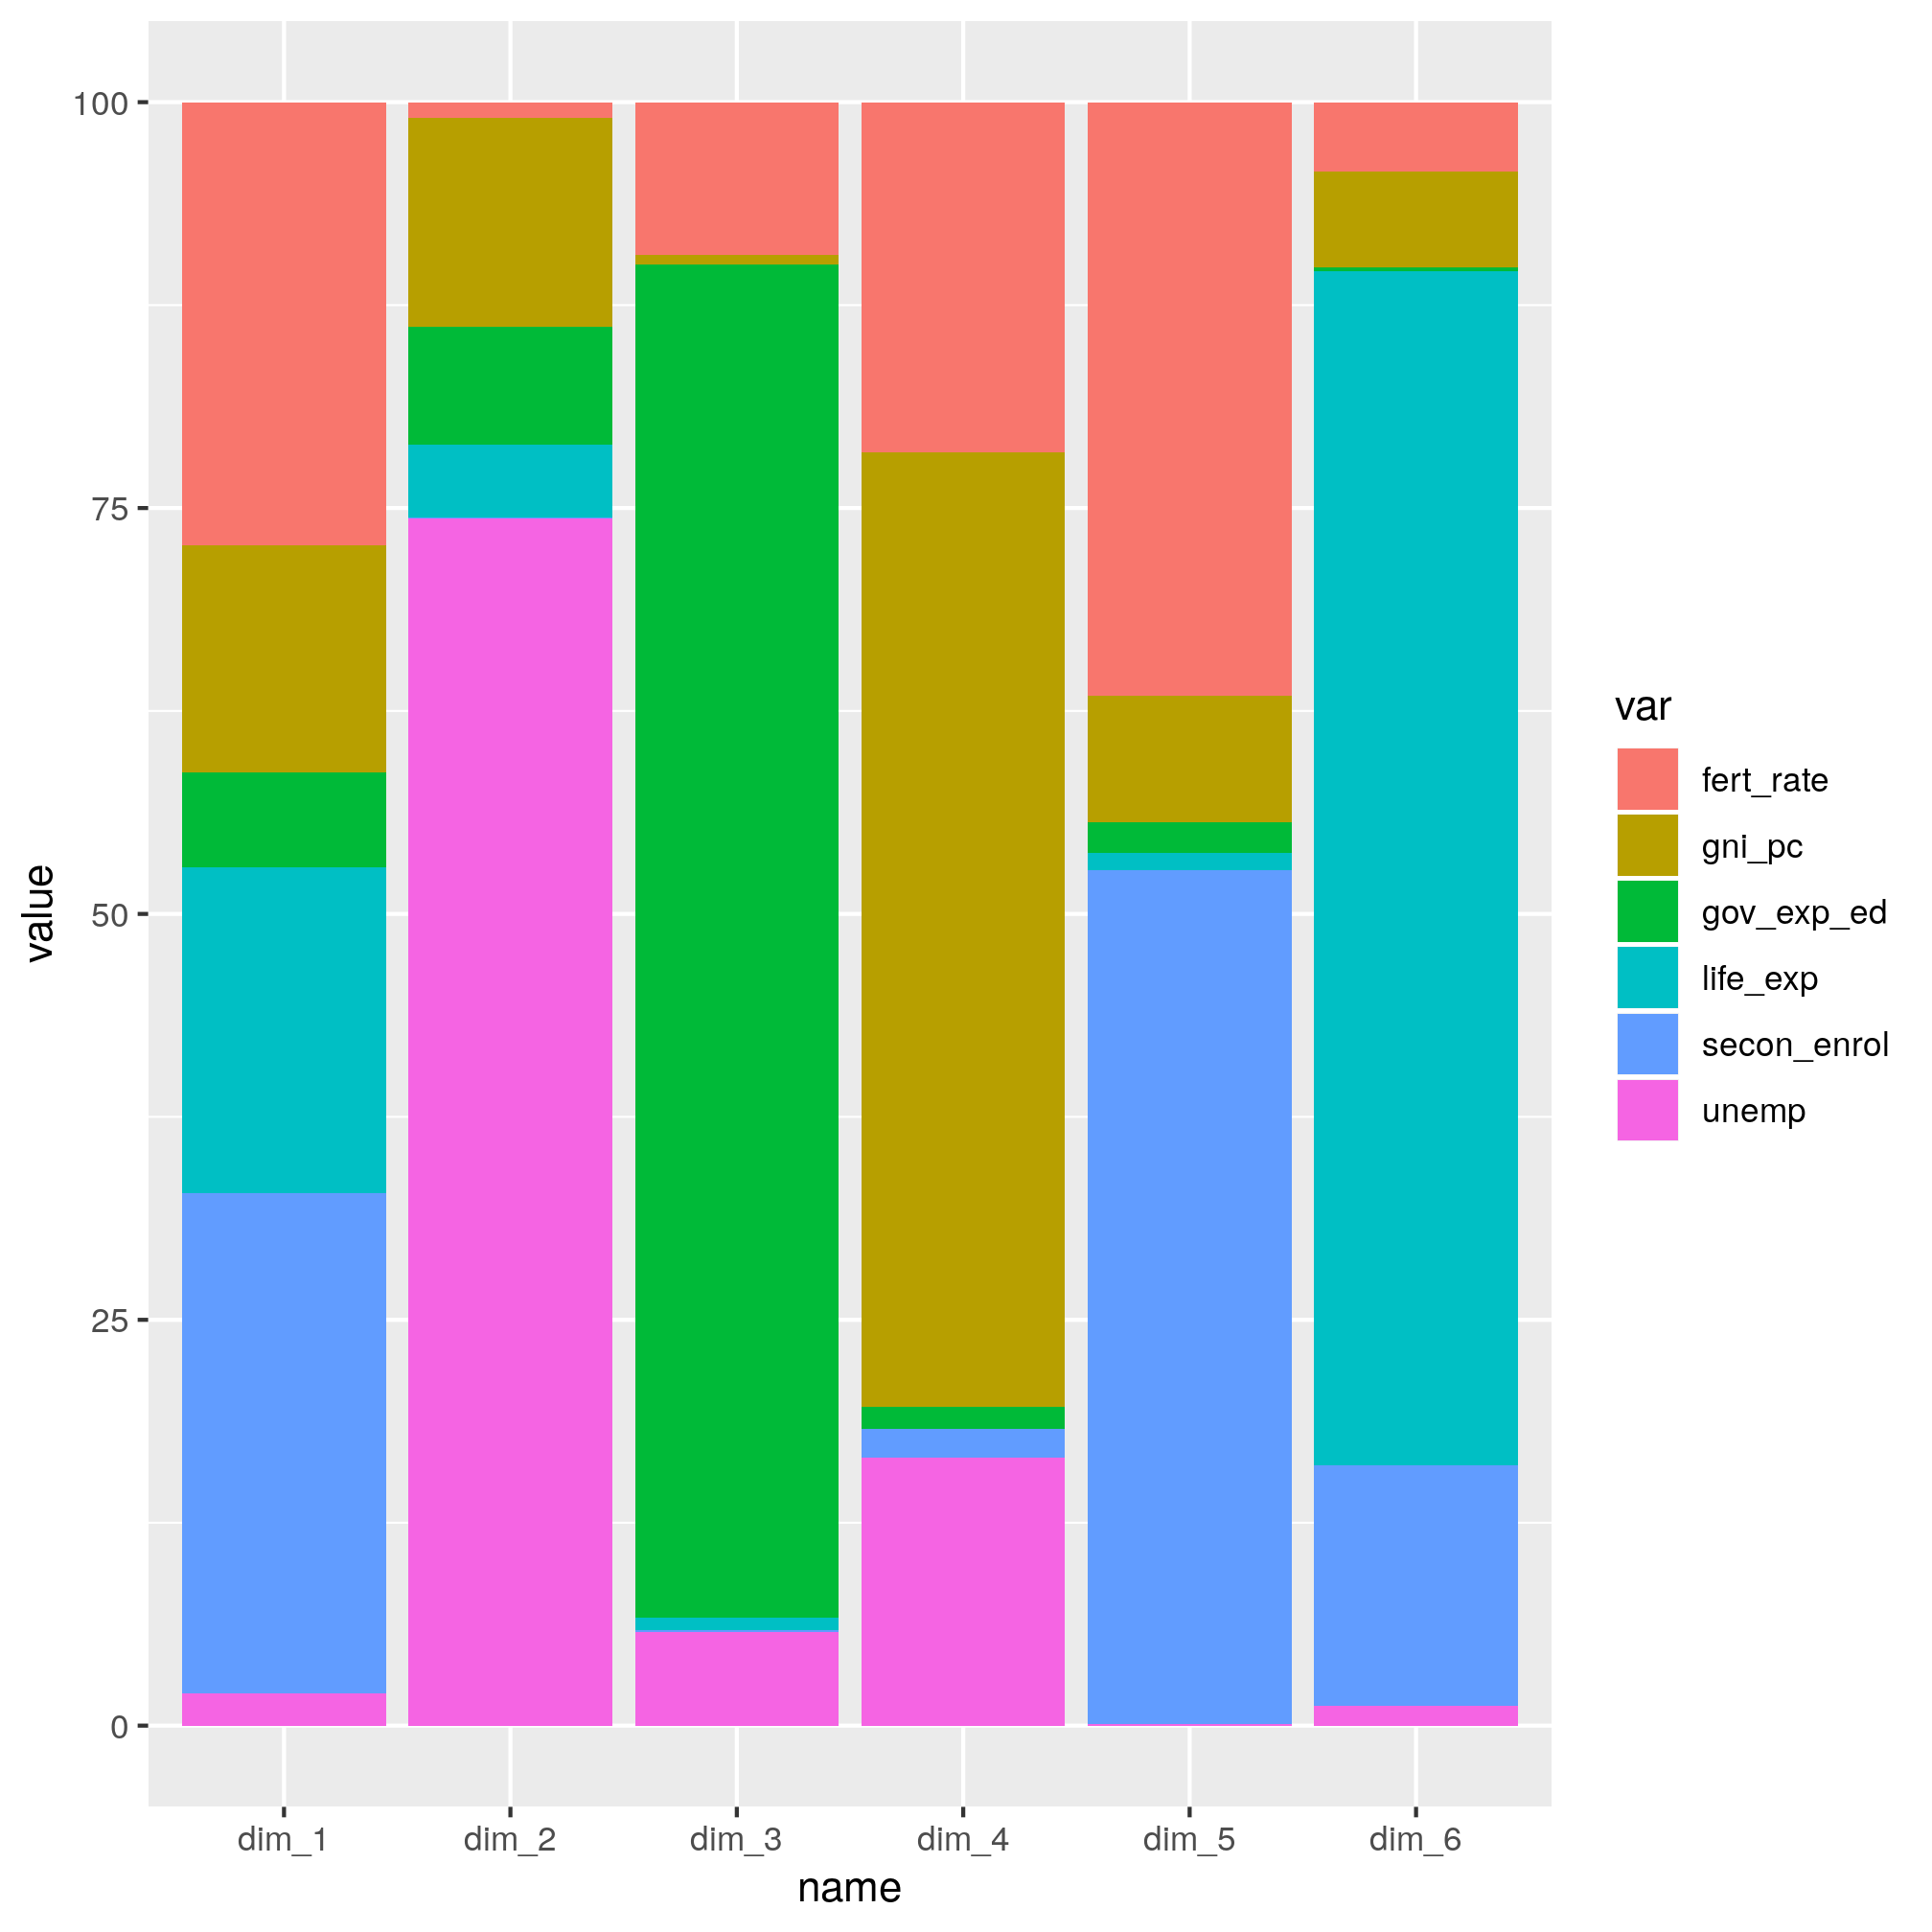 100
75
50
25
0
value
dim_1 dim_2 dim_3 dim_4 dim_5 dim_6
name
var
fert_rate
gni_pc
gov_exp_ed
life_exp
secon_enrol
unemp